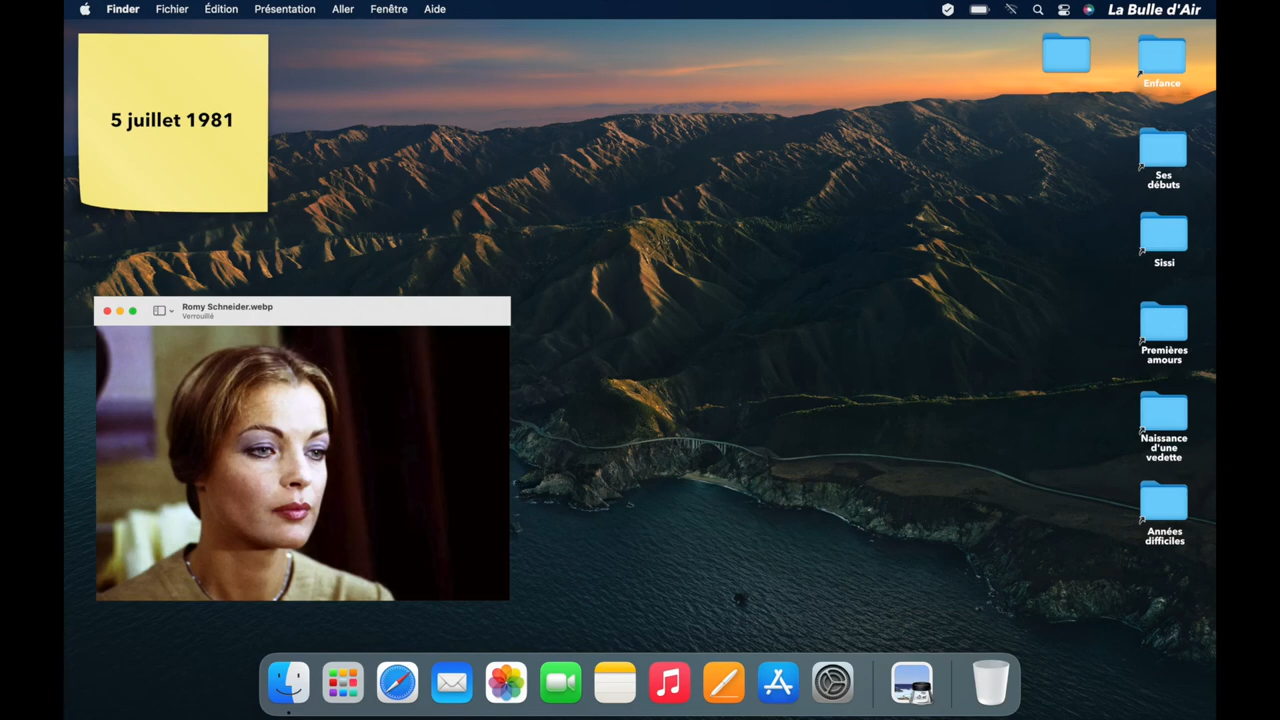 Finder Fichier Édition Présentation Aller Fenêtre Aide La Bulle d'Air
5 juillet 1981
Romy Schneider.webp
Verrouillé
Enfance
Ses
débuts
Sissi
Premières
amours
Naissance
d'une
vedette
Années
difficiles